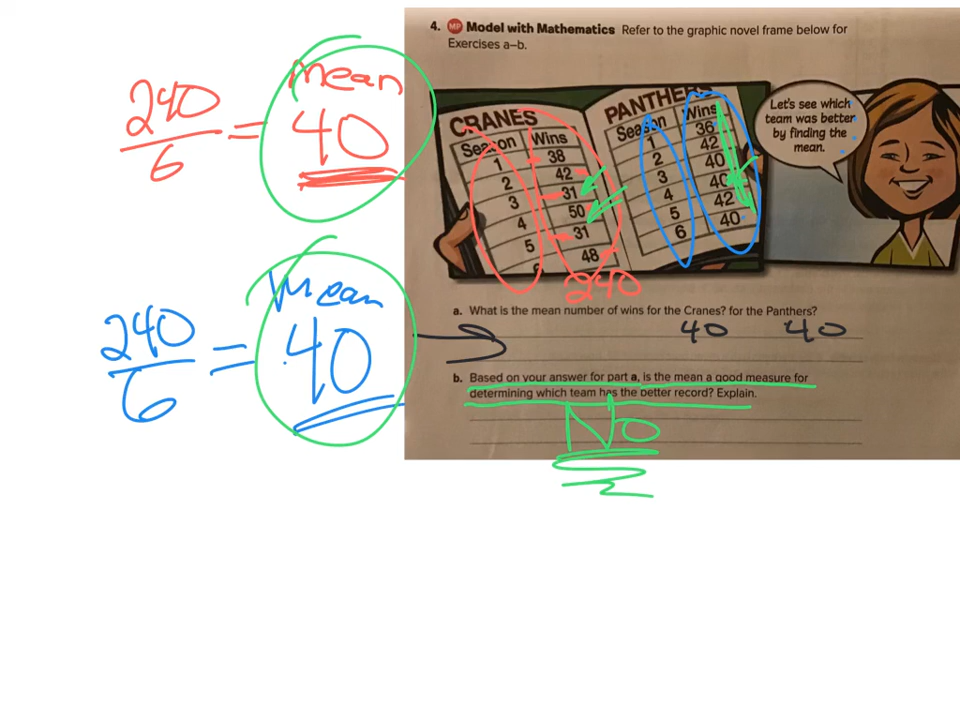 4. MP Model with Mathematics Refer to the graphic novel frame below for
Exercises a–b.
CRANES
Season Wins
1 38
2 42
3 31
4 50
5 31
48
240
PANTHER
Season Wins
1 36
2 42
3 40
4 40
5 42
6 40
Let's see which
team was better
by finding the
mean.
a. What is the mean number of wins for the Cranes? for the Panthers?
40 40
b. Based on your answer for part a, is the mean a good measure for
determining which team has the better record? Explain.
No
mean
240
6
= 40
mean
240
6
= 40